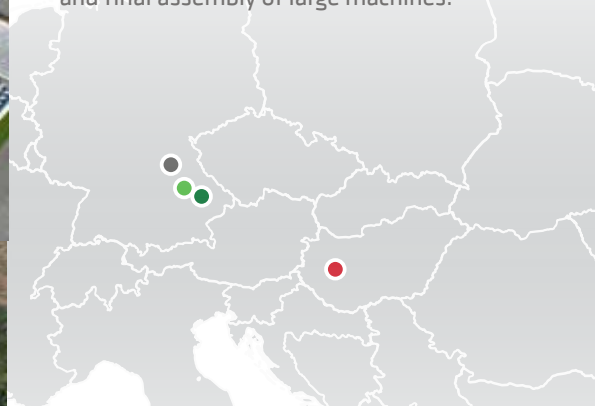 and final assembly of large machines.